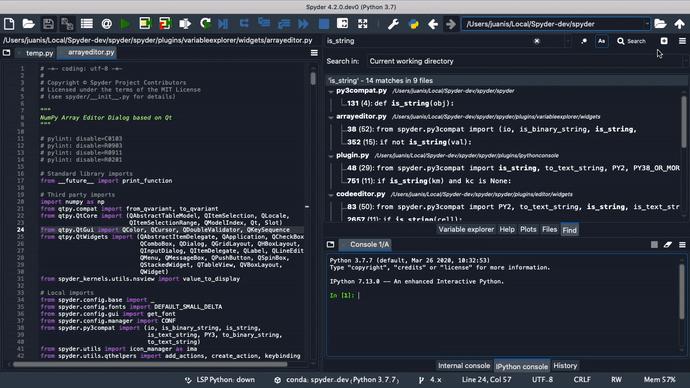 Spyder 4.2.0.dev0 (Python 3.7)
/Users/juanis/Local/Spyder-dev/spyder
/Users/juanis/Local/Spyder-dev/spyder/spyder/plugins/variableexplorer/widgets/arrayeditor.py
temp.py
arrayeditor.py
1 # -*- coding: utf-8 -*-
2 #
3 # Copyright © Spyder Project Contributors
4 # Licensed under the terms of the MIT License
5 # (see spyder/__init__.py for details)
6
7 """
8 NumPy Array Editor Dialog based on Qt
9 """
10
11 # pylint: disable=C0103
12 # pylint: disable=R0903
13 # pylint: disable=R0911
14 # pylint: disable=R0201
15
16 # Standard library imports
17 from __future__ import print_function
18
19 # Third party imports
20 import numpy as np
21 from qtpy.compat import from_qvariant, to_qvariant
22 from qtpy.QtCore import (QAbstractTableModel, QItemSelection, QLocale,
23 QItemSelectionRange, QModelIndex, Qt, Slot)
24 from qtpy.QtGui import QColor, QCursor, QDoubleValidator, QKeySequence
25 from qtpy.QtWidgets import (QAbstractItemDelegate, QApplication, QCheckBox
26 QComboBox, QDialog, QGridLayout, QHBoxLayout,
27 QInputDialog, QItemDelegate, QLabel, QLineEdit
28 QMenu, QMessageBox, QPushButton, QSpinBox,
29 QStackedWidget, QTableView, QVBoxLayout,
30 QWidget)
31 from spyder_kernels.utils.nsview import value_to_display
32
33 # Local imports
34 from spyder.config.base import _
35 from spyder.config.fonts import DEFAULT_SMALL_DELTA
36 from spyder.config.gui import get_font
37 from spyder.config.manager import CONF
38 from spyder.py3compat import (io, is_binary_string, is_string,
39 is_text_string, PY3, to_binary_string,
40 to_text_string)
41 from spyder.utils import icon_manager as ima
42 from spyder.utils.qthelpers import add_actions, create_action, keybinding
is_string
Aa
Search
Search in:
Current working directory
'is_string' - 14 matches in 9 files
py3compat.py /Users/juanis/Local/Spyder-dev/spyder/spyder
131 (4): def is_string(obj):
arrayeditor.py /Users/juanis/Local/Spyder-dev/spyder/spyder/plugins/variableexplorer/widgets
38 (52): from spyder.py3compat import (io, is_binary_string, is_string,
352 (15): if not is_string(val):
plugin.py /Users/juanis/Local/Spyder-dev/spyder/spyder/plugins/ipythonconsole
48 (29): from spyder.py3compat import is_string, to_text_string, PY2, PY38_OR_MOR
751 (11): if is_string(km) and kc is None:
codeeditor.py /Users/juanis/Local/Spyder-dev/spyder/spyder/plugins/editor/widgets
83 (50): from spyder.py3compat import PY2, to_text_string, is_string, is_text_s
2657 (11): if is_string(cell):
Variable explorer
Help
Plots
Files
Find
Console 1/A
Python 3.7.7 (default, Mar 26 2020, 10:32:53)
Type "copyright", "credits" or "license" for more information.
IPython 7.13.0 -- An enhanced Interactive Python.
In [1]:
Internal console
IPython console
History
LSP Python: down
conda: spyder_dev (Python 3.7.7)
4.x
Line 24, Col 57
UTF-8
CRLF
RW
Mem 57%